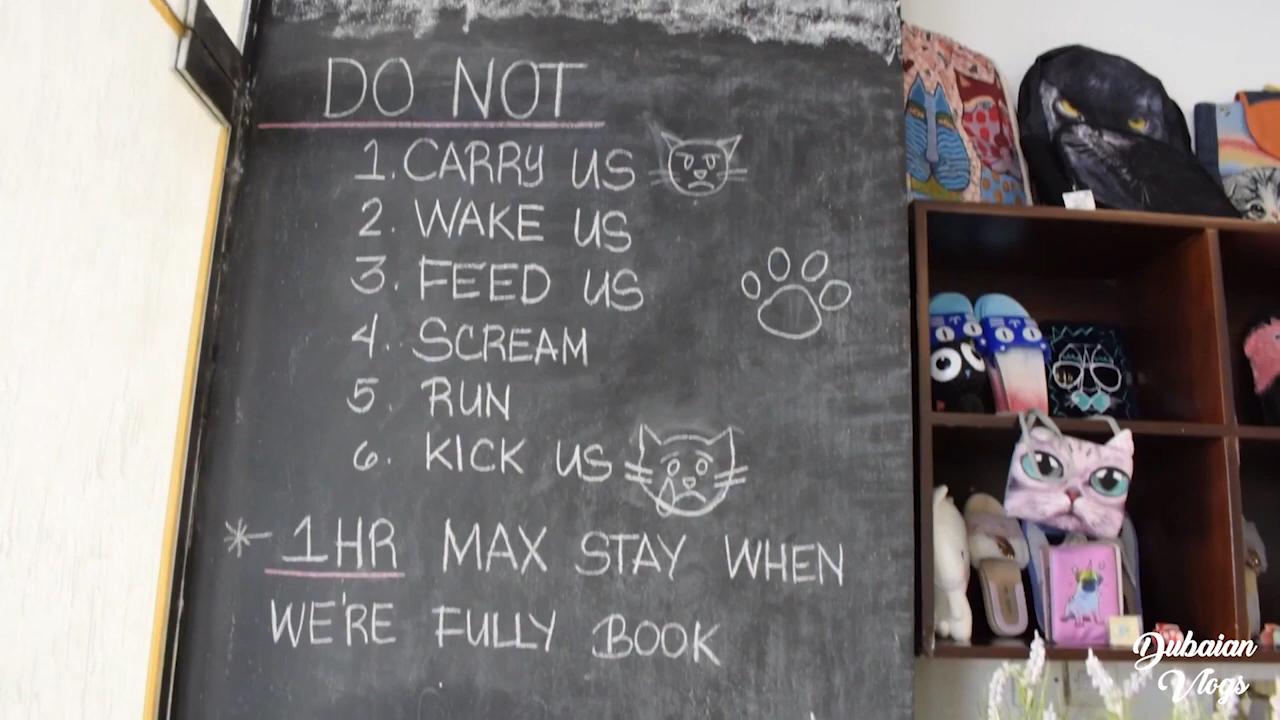 DO NOT
1. CARRY US
2. WAKE US
3. FEED US
4. SCREAM
5. RUN
6. KICK US
* 1HR MAX STAY WHEN
WE'RE FULLY BOOK
Dubaian
Vlogs